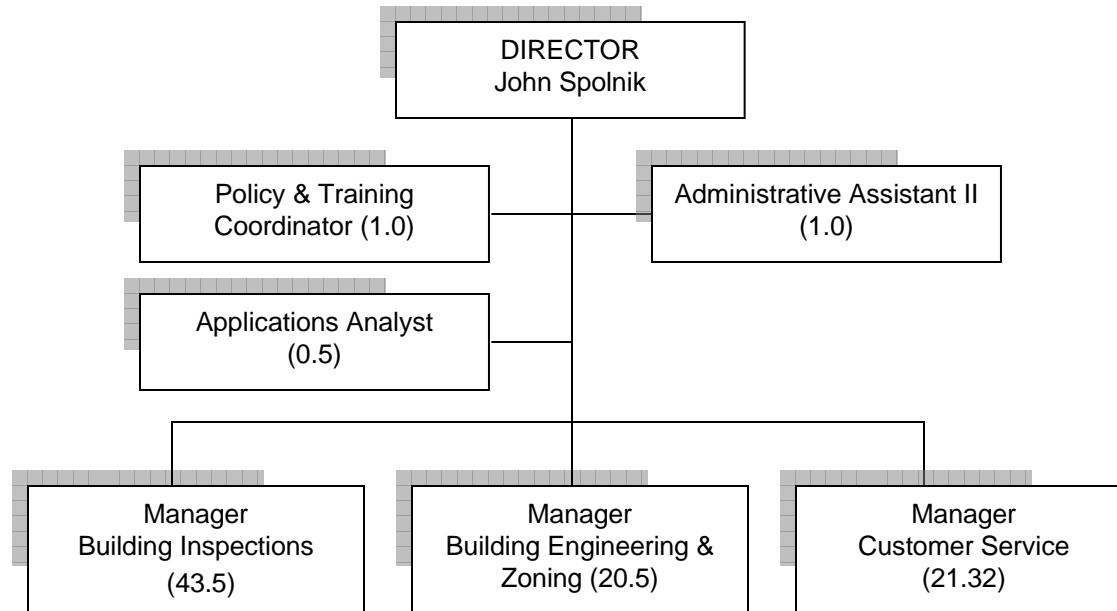 DIRECTOR
John Spolnik
Policy & Training
Coordinator (1.0)
Administrative Assistant II
(1.0)
Applications Analyst
(0.5)
Manager
Building Inspections
(43.5)
Manager
Building Engineering &
Zoning (20.5)
Manager
Customer Service
(21.32)